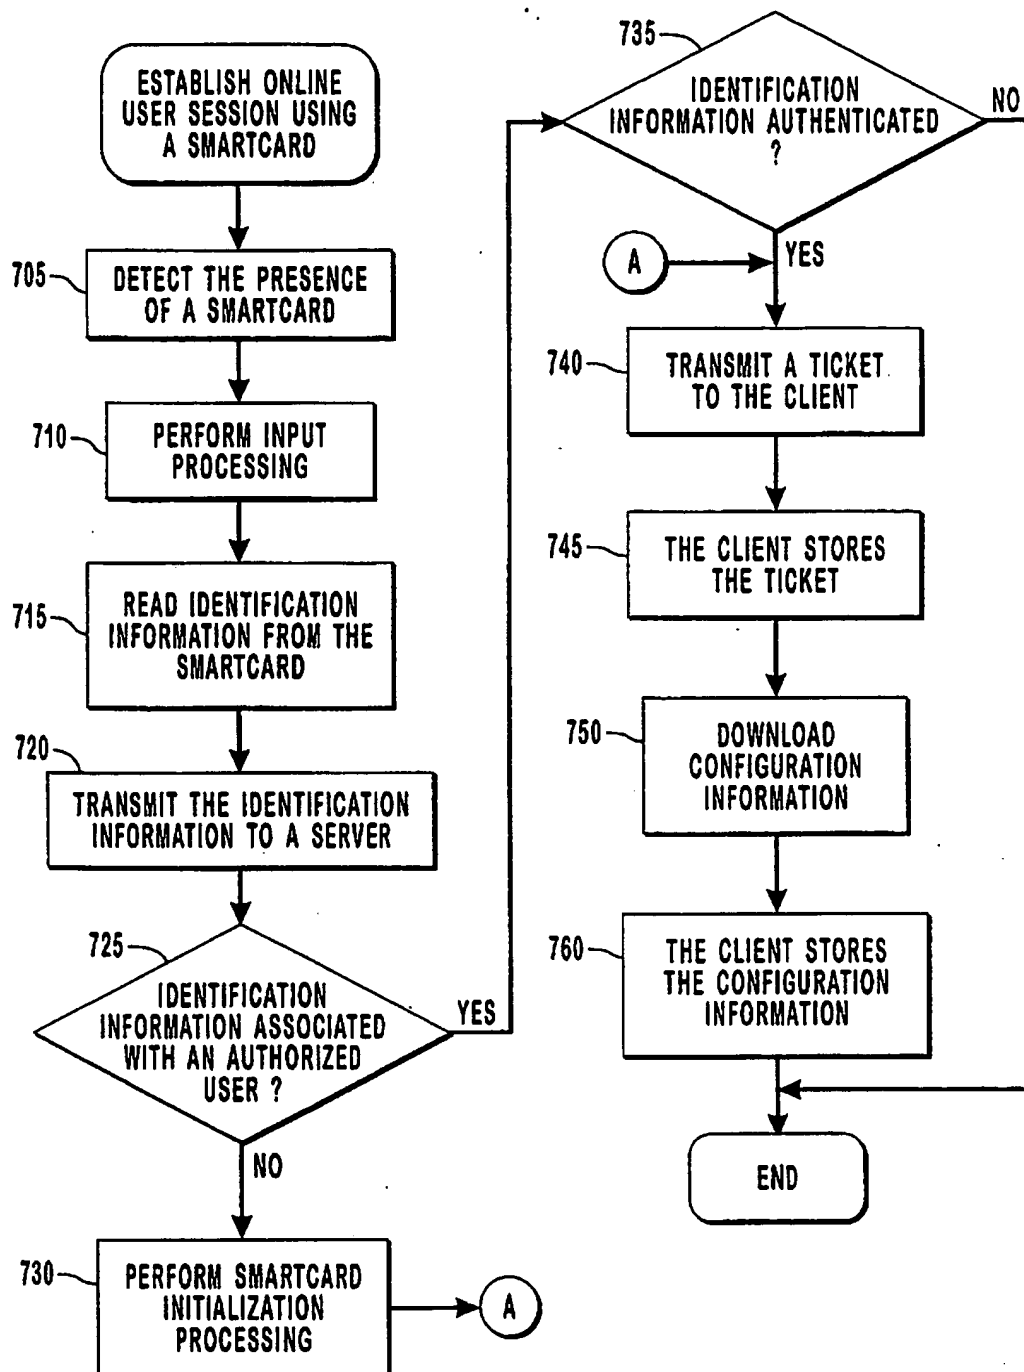 ESTABLISH ONLINE
USER SESSION USING
A SMARTCARD
705
DETECT THE PRESENCE
OF A SMARTCARD
710
PERFORM INPUT
PROCESSING
715
READ IDENTIFICATION
INFORMATION FROM THE
SMARTCARD
720
TRANSMIT THE IDENTIFICATION
INFORMATION TO A SERVER
725
IDENTIFICATION
INFORMATION ASSOCIATED
WITH AN AUTHORIZED
USER ?
YES
NO
730
PERFORM SMARTCARD
INITIALIZATION
PROCESSING
A
735
IDENTIFICATION
INFORMATION AUTHENTICATED
?
NO
A
YES
740
TRANSMIT A TICKET
TO THE CLIENT
745
THE CLIENT STORES
THE TICKET
750
DOWNLOAD
CONFIGURATION
INFORMATION
760
THE CLIENT STORES
THE CONFIGURATION
INFORMATION
END